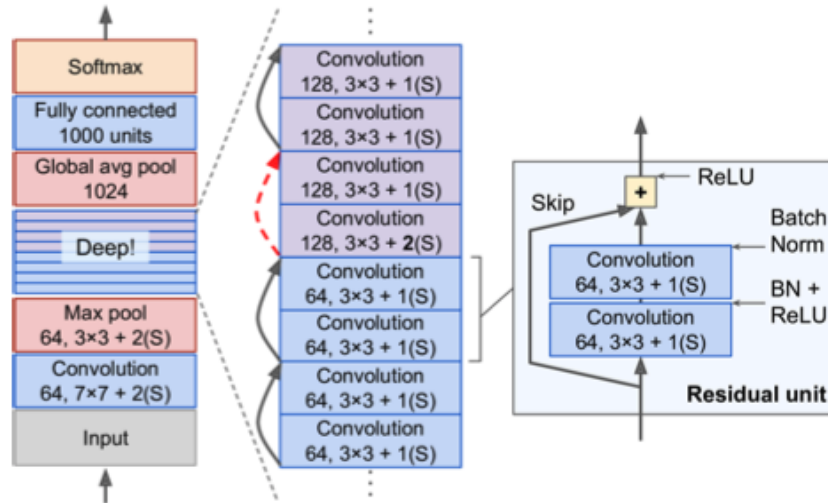 Softmax
Fully connected
1000 units
Global avg pool
1024
Deep!
Max pool
64, 3×3 + 2(S)
Convolution
64, 7×7 + 2(S)
Input
Convolution
128, 3×3 + 1(S)
Convolution
128, 3×3 + 1(S)
Convolution
128, 3×3 + 1(S)
Convolution
128, 3×3 + 2(S)
Convolution
64, 3×3 + 1(S)
Convolution
64, 3×3 + 1(S)
Convolution
64, 3×3 + 1(S)
Convolution
64, 3×3 + 1(S)
ReLU
+
Skip
Batch
Norm
Convolution
64, 3×3 + 1(S)
BN +
ReLU
Convolution
64, 3×3 + 1(S)
Residual unit